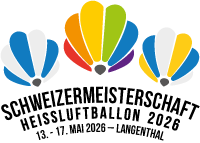 SCHWEIZERMEISTERSCHAFT
HEISSLUFTBALLON 2026
13. - 17. MAI 2026 – LANGENTHAL